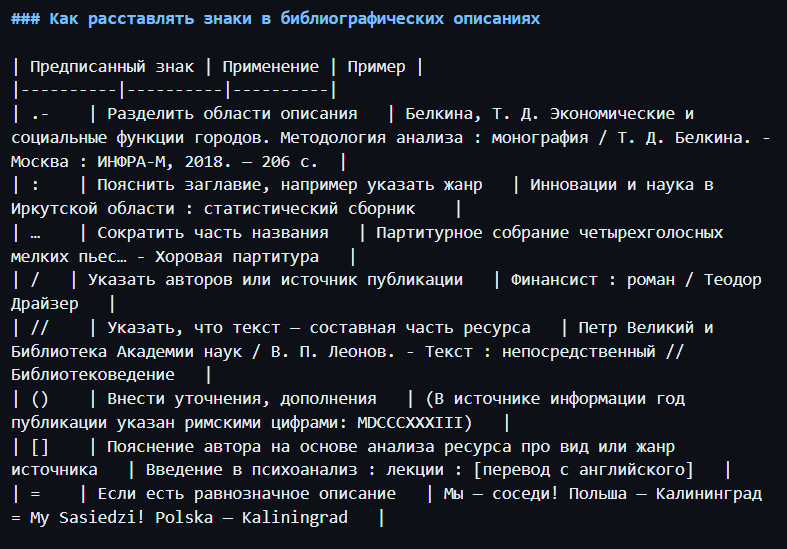 ### Как расставлять знаки в библиографических описаниях
| Предписанный знак | Применение | Пример |
|----------|----------|----------|
| .-    | Разделить области описания   | Белкина, Т. Д. Экономические и
социальные функции городов. Методология анализа : монография / Т. Д. Белкина. -
Москва : ИНФРА-М, 2018. — 206 с.  |
| :    | Пояснить заглавие, например указать жанр   | Инновации и наука в
Иркутской области : статистический сборник    |
| …    | Сократить часть названия   | Партитурное собрание четырехголосных
мелких пьес… - Хоровая партитура   |
| /   | Указать авторов или источник публикации   | Финансист : роман / Теодор
Драйзер   |
| //    | Указать, что текст — составная часть ресурса   | Петр Великий и
Библиотека Академии наук / В. П. Леонов. - Текст : непосредственный //
Библиотековедение   |
| ()    | Внести уточнения, дополнения   | (В источнике информации год
публикации указан римскими цифрами: MDCCCXXXIII)   |
| []    | Пояснение автора на основе анализа ресурса про вид или жанр
источника   | Введение в психоанализ : лекции : [перевод с английского]   |
| =    | Если есть равнозначное описание   | Мы — соседи! Польша — Калининград
= My Sasiedzi! Polska — Kaliningrad   |